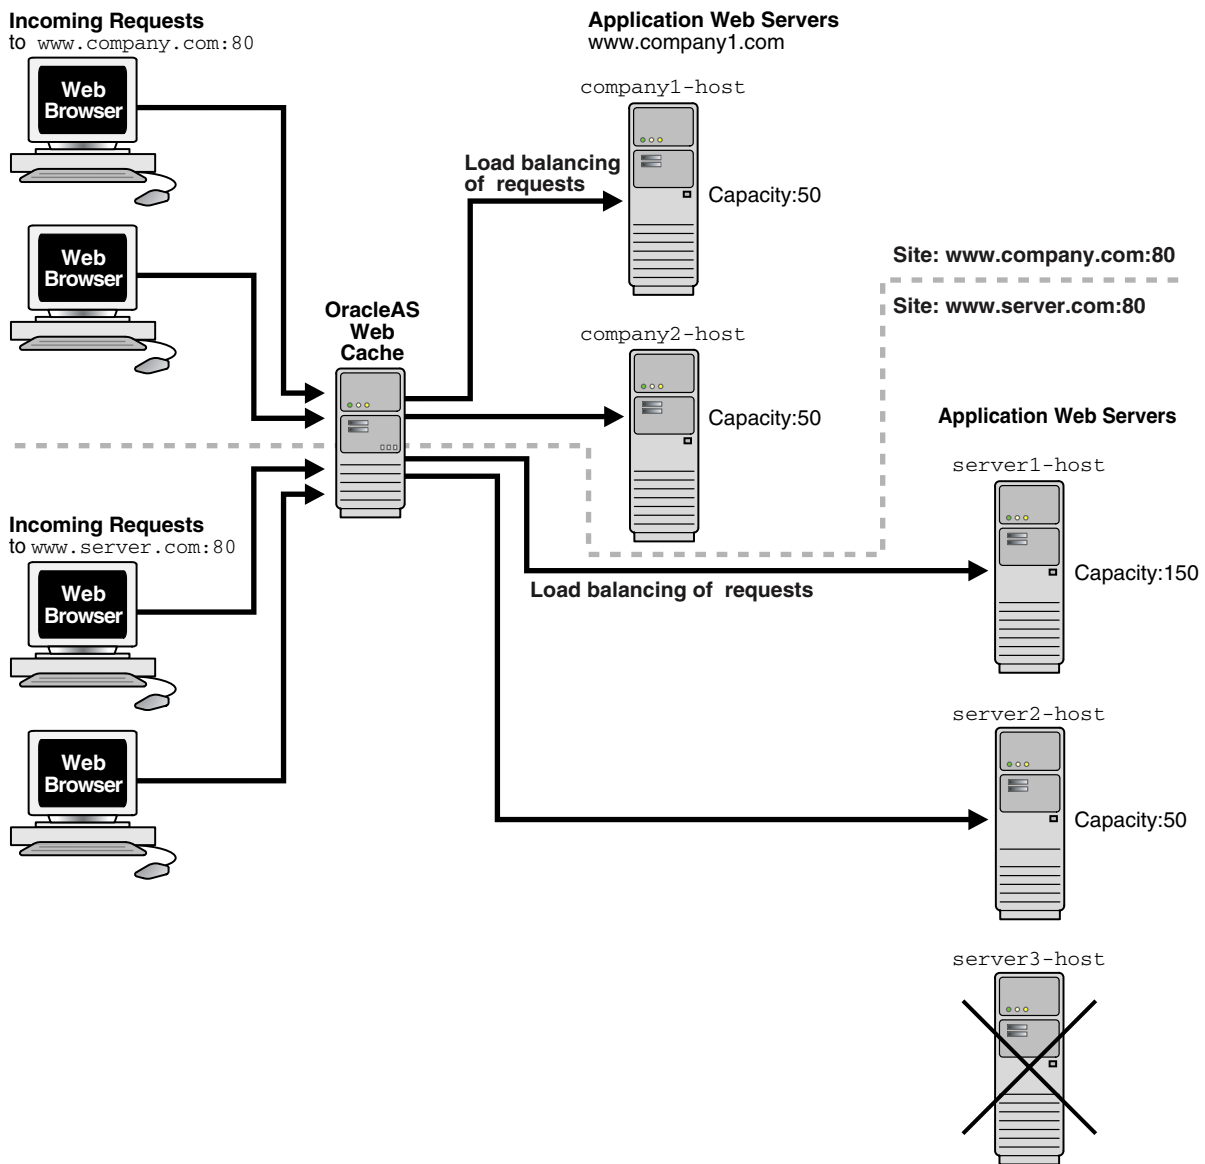 Incoming Requests
to www.company.com:80
Web
Browser
Web
Browser
OracleAS
Web
Cache
Incoming Requests
to www.server.com:80
Web
Browser
Web
Browser
Application Web Servers
www.company1.com
company1-host
Load balancing
of requests
Capacity:50
company2-host
Capacity:50
Site: www.company.com:80
Site: www.server.com:80
Application Web Servers
server1-host
Capacity:150
Load balancing of requests
server2-host
Capacity:50
server3-host